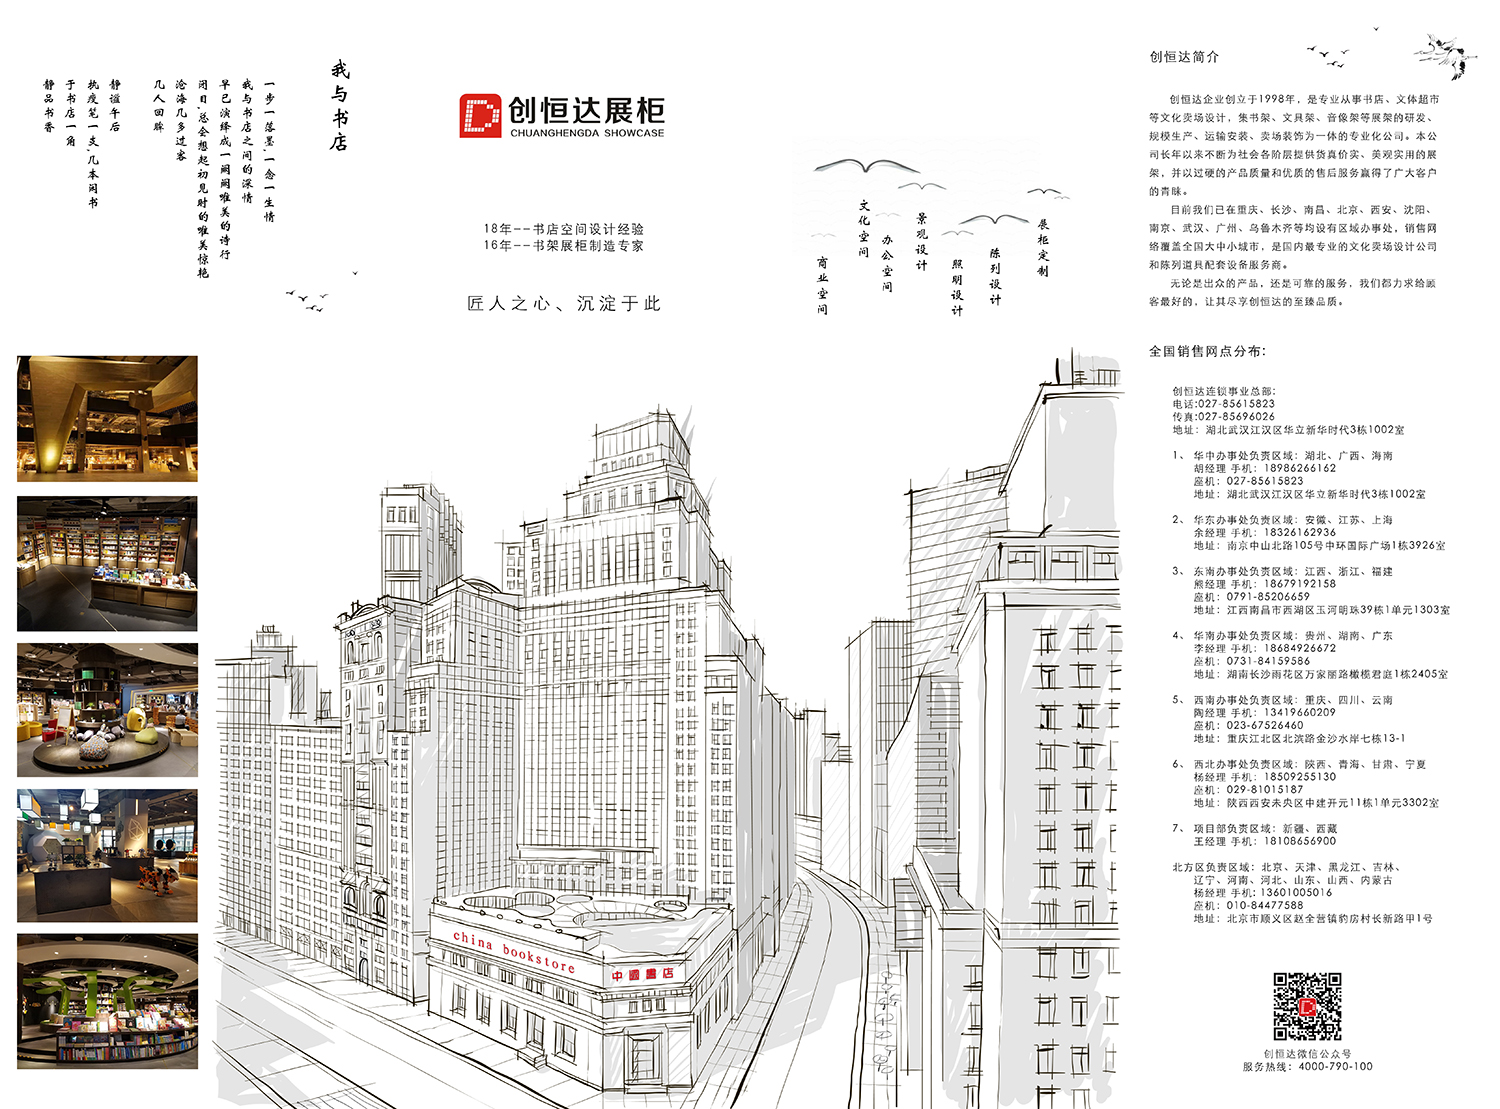 我与书店
一步一落墨,一念一生情
我与书店之间的深情
早已演绎成一阕阕唯美的诗行
闭目,总会想起初见时的唯美惊艳
沧海几多过客
几人回眸
静谧午后
执瘦笔一支,几本闲书
于书店一角
静品书香
创恒达展柜
CHUANGHENGDA SHOWCASE
18年--书店空间设计经验
16年--书架展柜制造专家
匠人之心、沉淀于此
商业空间
文化空间
办公空间
景观设计
照明设计
陈列设计
展柜定制
china bookstore
中國書店
创恒达简介
创恒达企业创立于1998年，是专业从事书店、文体超市
等文化卖场设计，集书架、文具架、音像架等展架的研发、
规模生产、运输安装、卖场装饰为一体的专业化公司。本公
司长年以来不断为社会各阶层提供货真价实、美观实用的展
架，并以过硬的产品质量和优质的售后服务赢得了广大客户
的青睐。
目前我们已在重庆、长沙、南昌、北京、西安、沈阳、
南京、武汉、广州、乌鲁木齐等均设有区域办事处，销售网
络覆盖全国大中小城市，是国内最专业的文化卖场设计公司
和陈列道具配套设备服务商。
无论是出众的产品，还是可靠的服务，我们都力求给顾
客最好的，让其尽享创恒达的至臻品质。
全国销售网点分布:
创恒达连锁事业总部:
电话:027-85615823
传真:027-85696026
地址：湖北武汉江汉区华立新华时代3栋1002室
1、 华中办事处负责区域：湖北、广西、海南
胡经理 手机：18986266162
座机：027-85615823
地址：湖北武汉江汉区华立新华时代3栋1002室
2、 华东办事处负责区域：安徽、江苏、上海
余经理 手机：18326162936
地址：南京中山北路105号中环国际广场1栋3926室
3、 东南办事处负责区域：江西、浙江、福建
熊经理 手机：18679192158
座机：0791-85206659
地址：江西南昌市西湖区玉河明珠39栋1单元1303室
4、 华南办事处负责区域：贵州、湖南、广东
李经理 手机：18684926672
座机：0731-84159586
地址：湖南长沙雨花区万家丽路橄榄君庭1栋2405室
5、 西南办事处负责区域：重庆、四川、云南
陶经理 手机：13419660209
座机：023-67526460
地址：重庆江北区北滨路金沙水岸七栋13-1
6、 西北办事处负责区域：陕西、青海、甘肃、宁夏
杨经理 手机：18509255130
座机：029-81015187
地址：陕西西安未央区中建开元11栋1单元3302室
7、 项目部负责区域：新疆、西藏
王经理 手机：18108656900
北方区负责区域：北京、天津、黑龙江、吉林、
辽宁、河南、河北、山东、山西、内蒙古
杨经理 手机：13601005016
座机：010-84477588
地址：北京市顺义区赵全营镇豹房村长新路甲1号
创恒达微信公众号
服务热线：4000-790-100